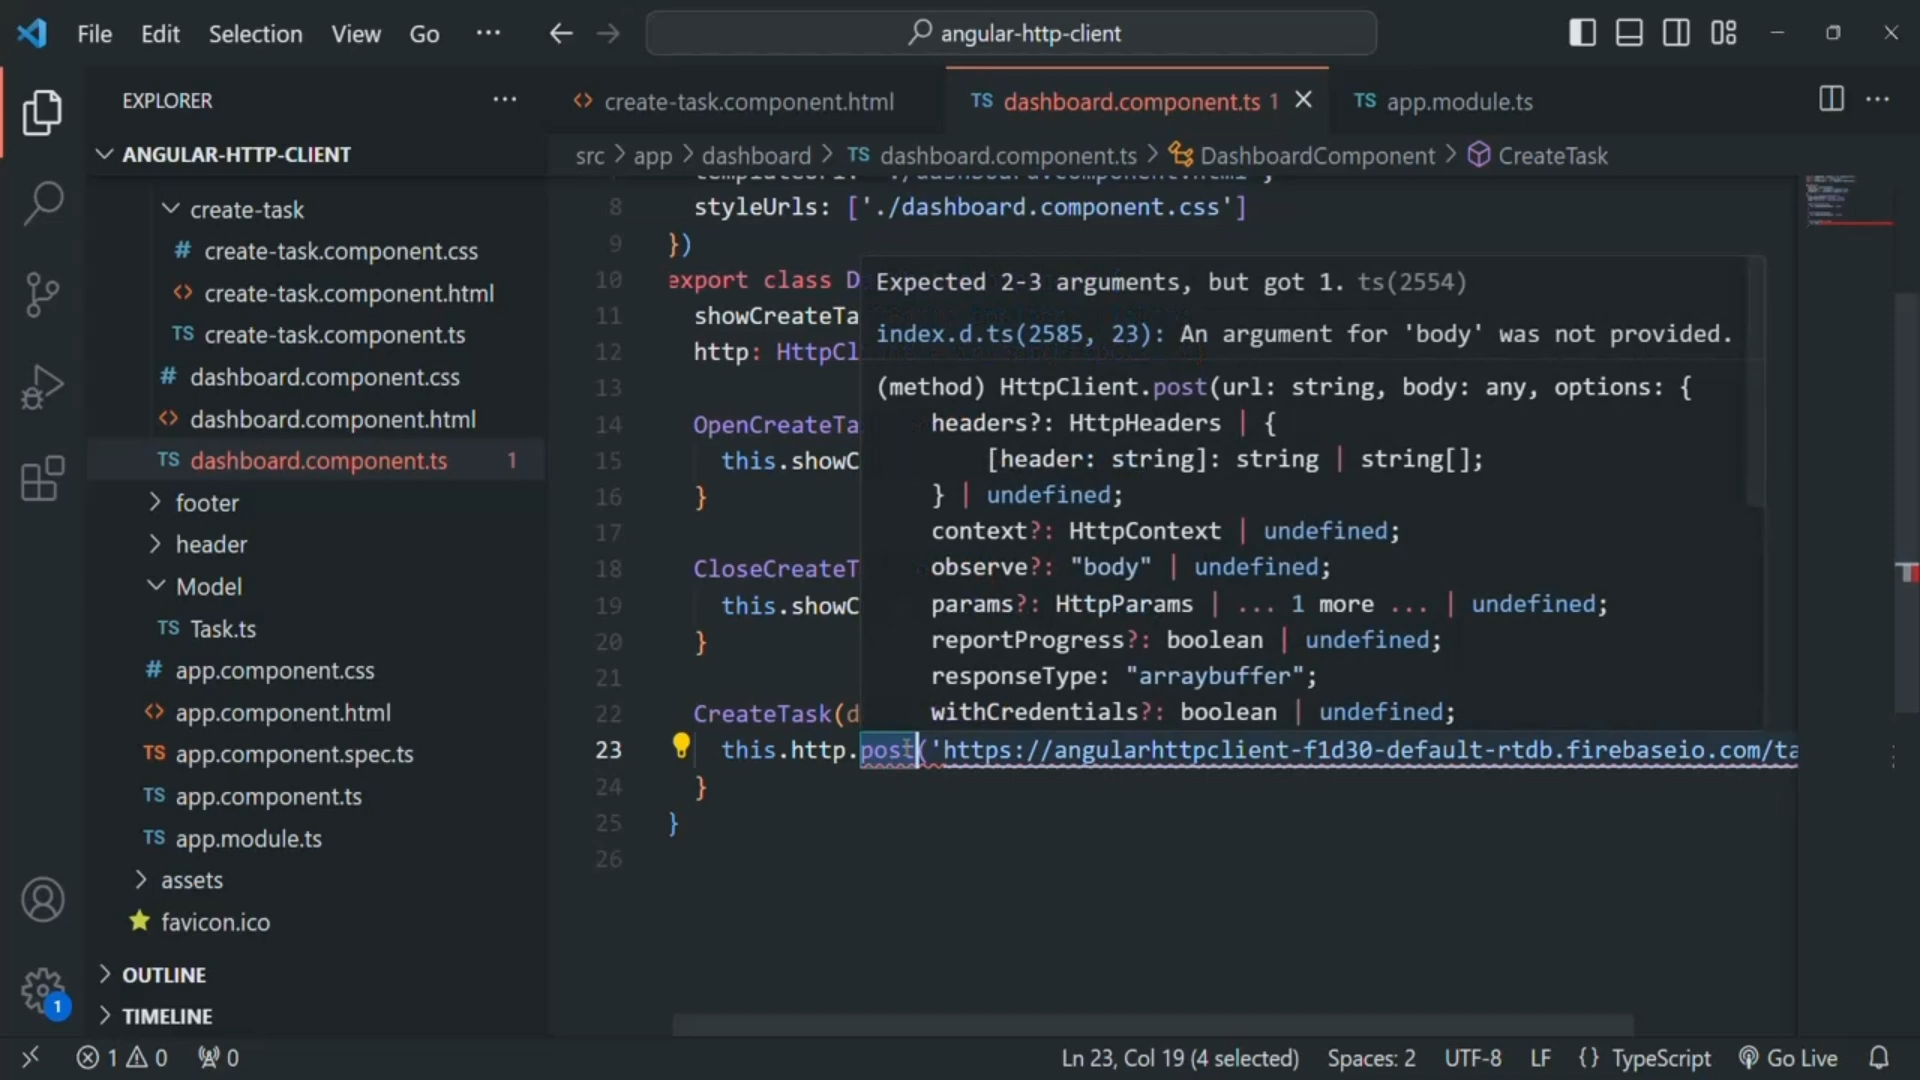 File Edit Selection View Go ··· angular-http-client
EXPLORER ···
create-task.component.html
dashboard.component.ts 1
app.module.ts
ANGULAR-HTTP-CLIENT
src > app > dashboard > TS dashboard.component.ts > DashboardComponent > CreateTask
create-task
# create-task.component.css
<> create-task.component.html
TS create-task.component.ts
# dashboard.component.css
<> dashboard.component.html
TS dashboard.component.ts 1
footer
header
Model
TS Task.ts
# app.component.css
<> app.component.html
TS app.component.spec.ts
TS app.component.ts
TS app.module.ts
assets
favicon.ico
OUTLINE
TIMELINE
8 styleUrls: ['./dashboard.component.css']
9 })
10 export class D
11 showCreateTa
12 http: HttpCl
13
14 OpenCreateTa
15 this.showC
16 }
17
18 CloseCreateT
19 this.showC
20 }
21
22 CreateTask(d
23 this.http.post('https://angularhttpclient-f1d30-default-rtdb.firebaseio.com/ta
24 }
25 }
26
Expected 2-3 arguments, but got 1. ts(2554)
index.d.ts(2585, 23): An argument for 'body' was not provided.
(method) HttpClient.post(url: string, body: any, options: {
headers?: HttpHeaders | {
[header: string]: string | string[];
} | undefined;
context?: HttpContext | undefined;
observe?: "body" | undefined;
params?: HttpParams | ... 1 more ... | undefined;
reportProgress?: boolean | undefined;
responseType: "arraybuffer";
withCredentials?: boolean | undefined;
1
1 0 0 Ln 23, Col 19 (4 selected) Spaces: 2 UTF-8 LF {} TypeScript Go Live